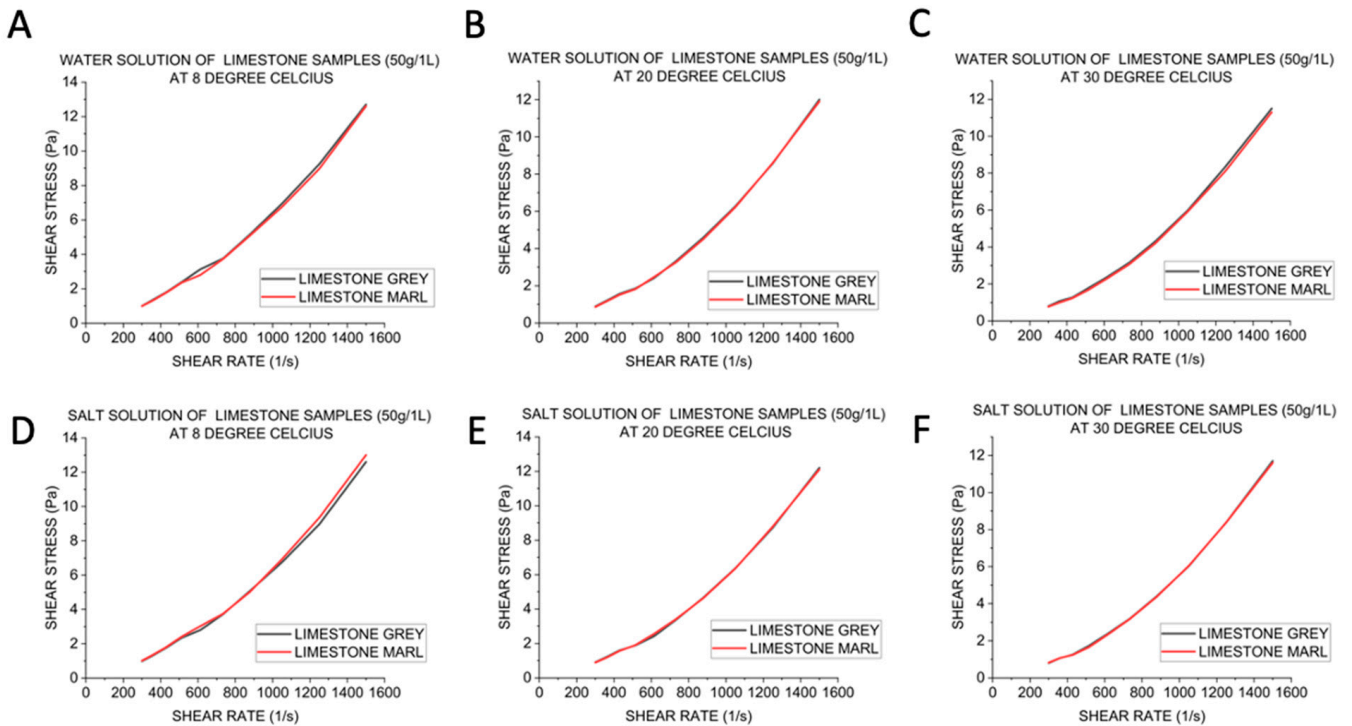 A
WATER SOLUTION OF LIMESTONE SAMPLES (50g/1L)
AT 8 DEGREE CELCIUS
SHEAR STRESS (Pa)
14
12
10
8
6
4
2
0
LIMESTONE GREY
LIMESTONE MARL
0 200 400 600 800 1000 1200 1400 1600
SHEAR RATE (1/s)
B
WATER SOLUTION OF LIMESTONE SAMPLES (50g/1L)
AT 20 DEGREE CELCIUS
SHEAR STRESS (Pa)
12
10
8
6
4
2
0
LIMESTONE GREY
LIMESTONE MARL
0 200 400 600 800 1000 1200 1400 1600
SHEAR RATE (1/s)
C
WATER SOLUTION OF LIMESTONE SAMPLES (50g/1L)
AT 30 DEGREE CELCIUS
SHEAR STRESS (Pa)
12
10
8
6
4
2
0
LIMESTONE GREY
LIMESTONE MARL
0 200 400 600 800 1000 1200 1400 1600
SHEAR RATE (1/s)
D
SALT SOLUTION OF LIMESTONE SAMPLES (50g/1L)
AT 8 DEGREE CELCIUS
SHEAR STRESS (Pa)
14
12
10
8
6
4
2
0
LIMESTONE GREY
LIMESTONE MARL
0 200 400 600 800 1000 1200 1400 1600
SHEAR RATE (1/s)
E
SALT SOLUTION OF LIMESTONE SAMPLES (50g/1L)
AT 20 DEGREE CELCIUS
SHEAR STRESS (Pa)
14
12
10
8
6
4
2
0
LIMESTONE GREY
LIMESTONE MARL
0 200 400 600 800 1000 1200 1400 1600
SHEAR RATE (1/s)
F
SALT SOLUTION OF LIMESTONE SAMPLES (50g/1L)
AT 30 DEGREE CELCIUS
SHEAR STRESS (Pa)
12
10
8
6
4
2
0
LIMESTONE GREY
LIMESTONE MARL
0 200 400 600 800 1000 1200 1400 1600
SHEAR RATE (1/s)